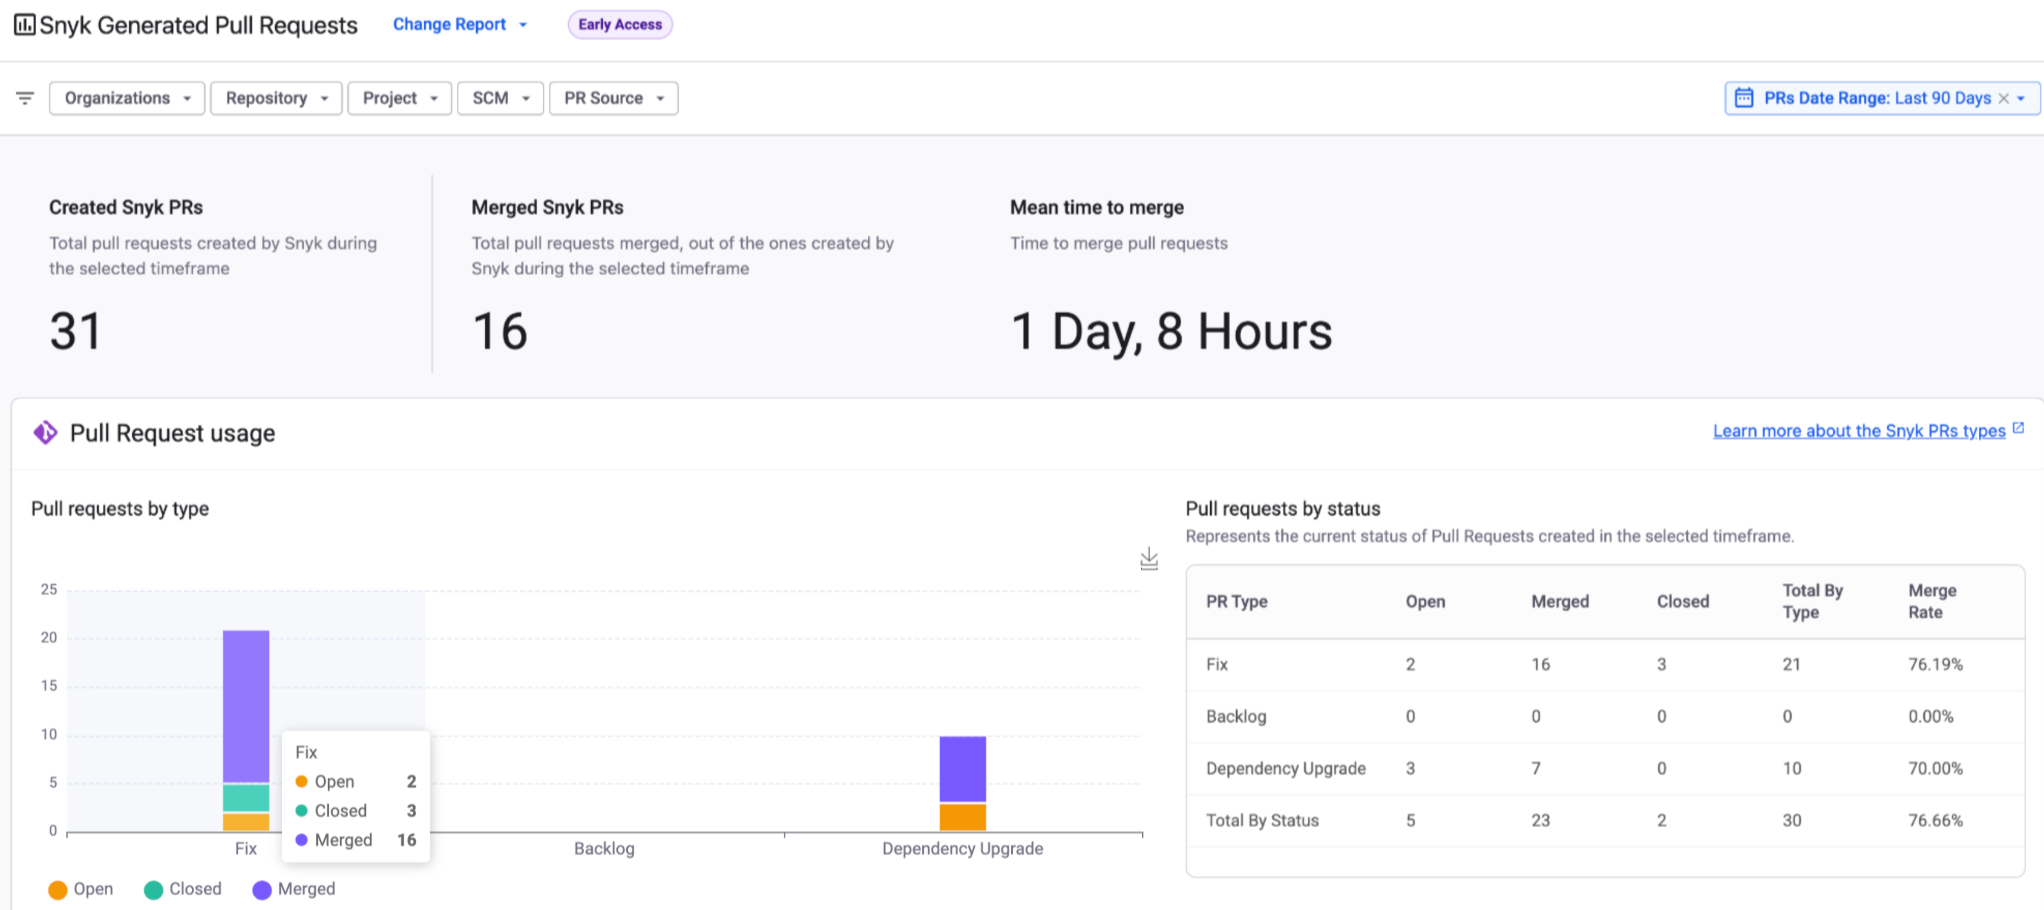 Snyk Generated Pull Requests
Change Report
Early Access
Organizations
Repository
Project
SCM
PR Source
PRs Date Range: Last 90 Days
Created Snyk PRs
Total pull requests created by Snyk during
the selected timeframe
31
Merged Snyk PRs
Total pull requests merged, out of the ones created by
Snyk during the selected timeframe
16
Mean time to merge
Time to merge pull requests
1 Day, 8 Hours
Pull Request usage
Learn more about the Snyk PRs types
Pull requests by type
25
20
15
10
5
0
Fix
Open 2
Closed 3
Merged 16
Fix
Backlog
Dependency Upgrade
Open
Closed
Merged
Pull requests by status
Represents the current status of Pull Requests created in the selected timeframe.
PR Type Open Merged Closed Total By Type Merge Rate
Fix 2 16 3 21 76.19%
Backlog 0 0 0 0 0.00%
Dependency Upgrade 3 7 0 10 70.00%
Total By Status 5 23 2 30 76.66%